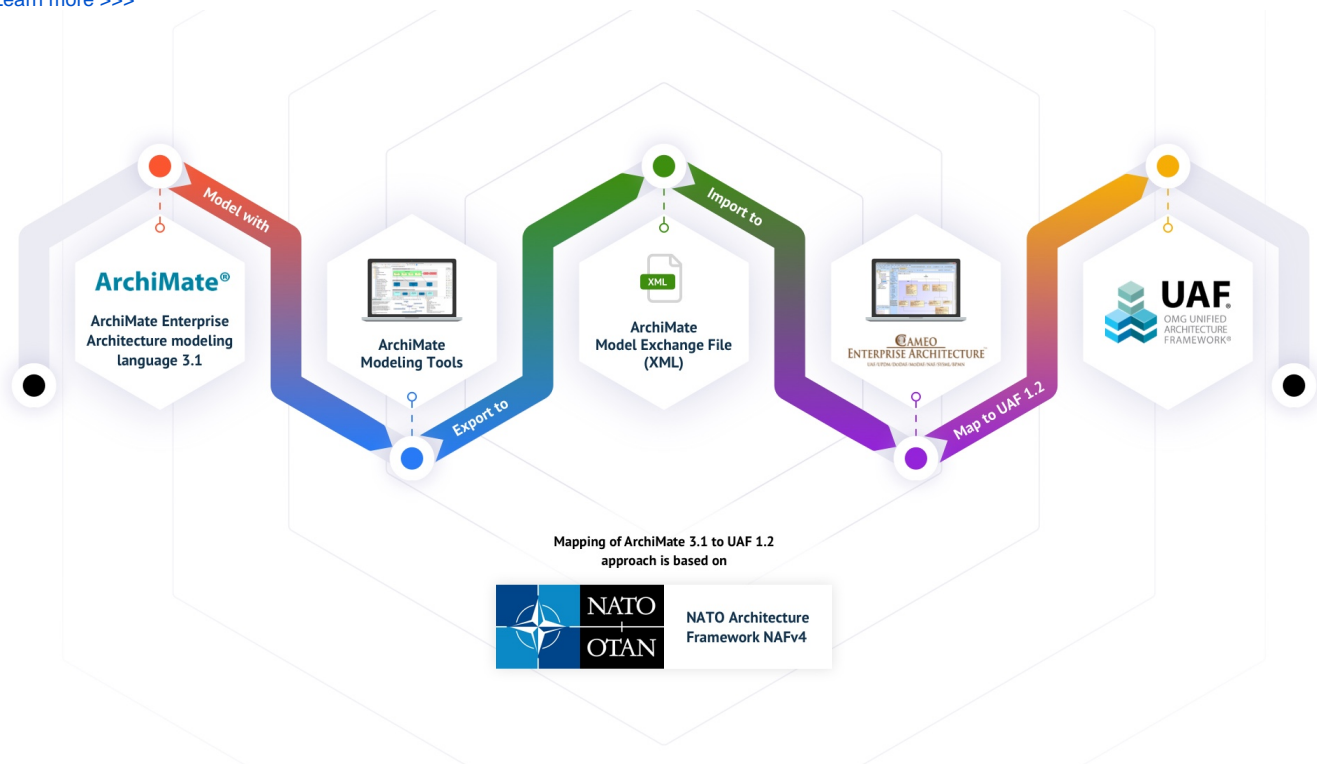 Learn more >>>
Model with
Import to
ArchiMate®
ArchiMate Enterprise
Architecture modeling
language 3.1
ArchiMate
Modeling Tools
Export to
XML
ArchiMate
Model Exchange File
(XML)
CAMEO
ENTERPRISE ARCHITECTURE
Map to UAF 1.2
UAF®
OMG UNIFIED
ARCHITECTURE
FRAMEWORK®
Mapping of ArchiMate 3.1 to UAF 1.2
approach is based on
NATO
OTAN
NATO Architecture
Framework NAFv4